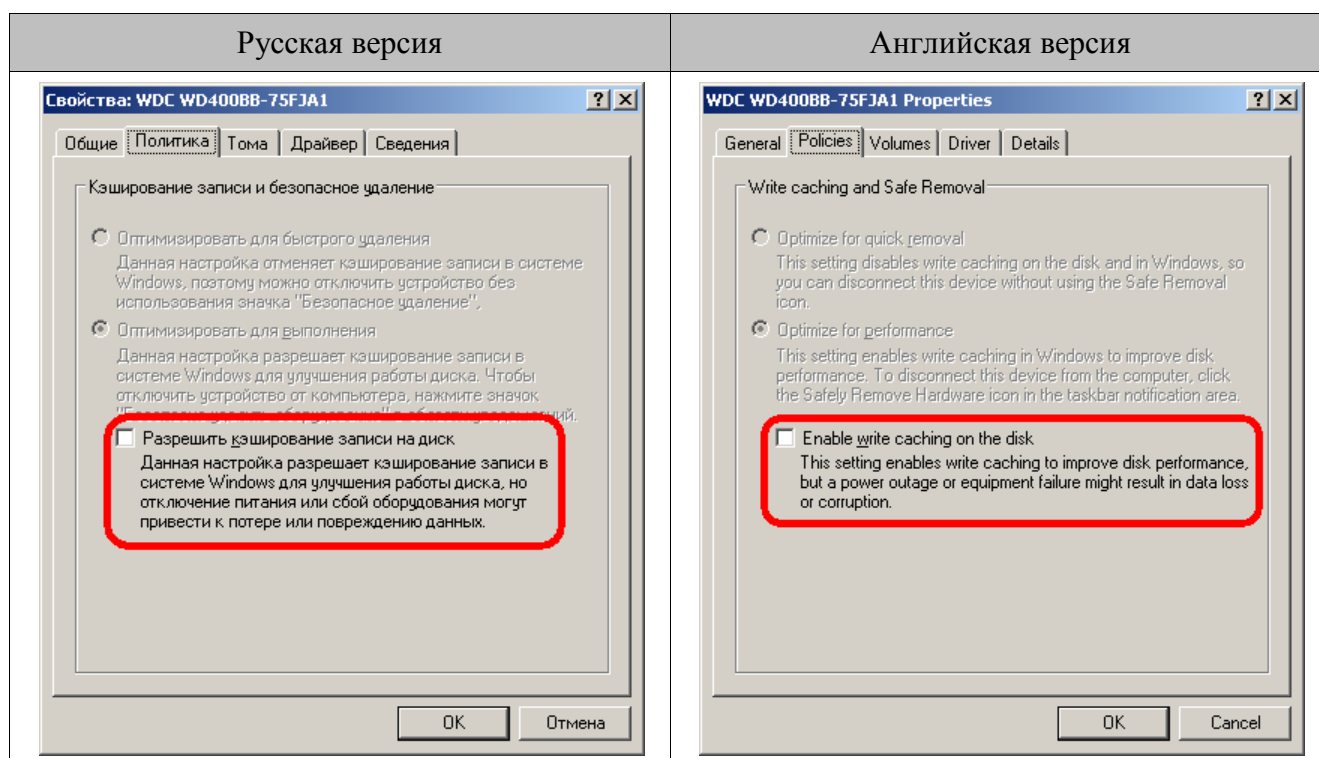 Русская версия
Английская версия
Свойства: WDC WD400BB-75FJA1
Общие Политика Тома Драйвер Сведения
Кэширование записи и безопасное удаление
Оптимизировать для быстрого удаления
Данная настройка отменяет кэширование записи в системе
Windows, поэтому можно отключить устройство без
использования значка "Безопасное удаление",
Оптимизировать для выполнения
Данная настройка разрешает кэширование записи в
системе Windows для улучшения работы диска. Чтобы
отключить устройство от компьютера, нажмите значок
Разрешить кэширование записи на диск
Данная настройка разрешает кэширование записи в
системе Windows для улучшения работы диска, но
отключение питания или сбой оборудования могут
привести к потере или повреждению данных.
OK Отмена
WDC WD400BB-75FJA1 Properties
General Policies Volumes Driver Details
Write caching and Safe Removal
Optimize for quick removal
This setting disables write caching on the disk and in Windows, so
you can disconnect this device without using the Safe Removal
icon.
Optimize for performance
This setting enables write caching in Windows to improve disk
performance. To disconnect this device from the computer, click
the Safely Remove Hardware icon in the taskbar notification area.
Enable write caching on the disk
This setting enables write caching to improve disk performance,
but a power outage or equipment failure might result in data loss
or corruption.
OK Cancel